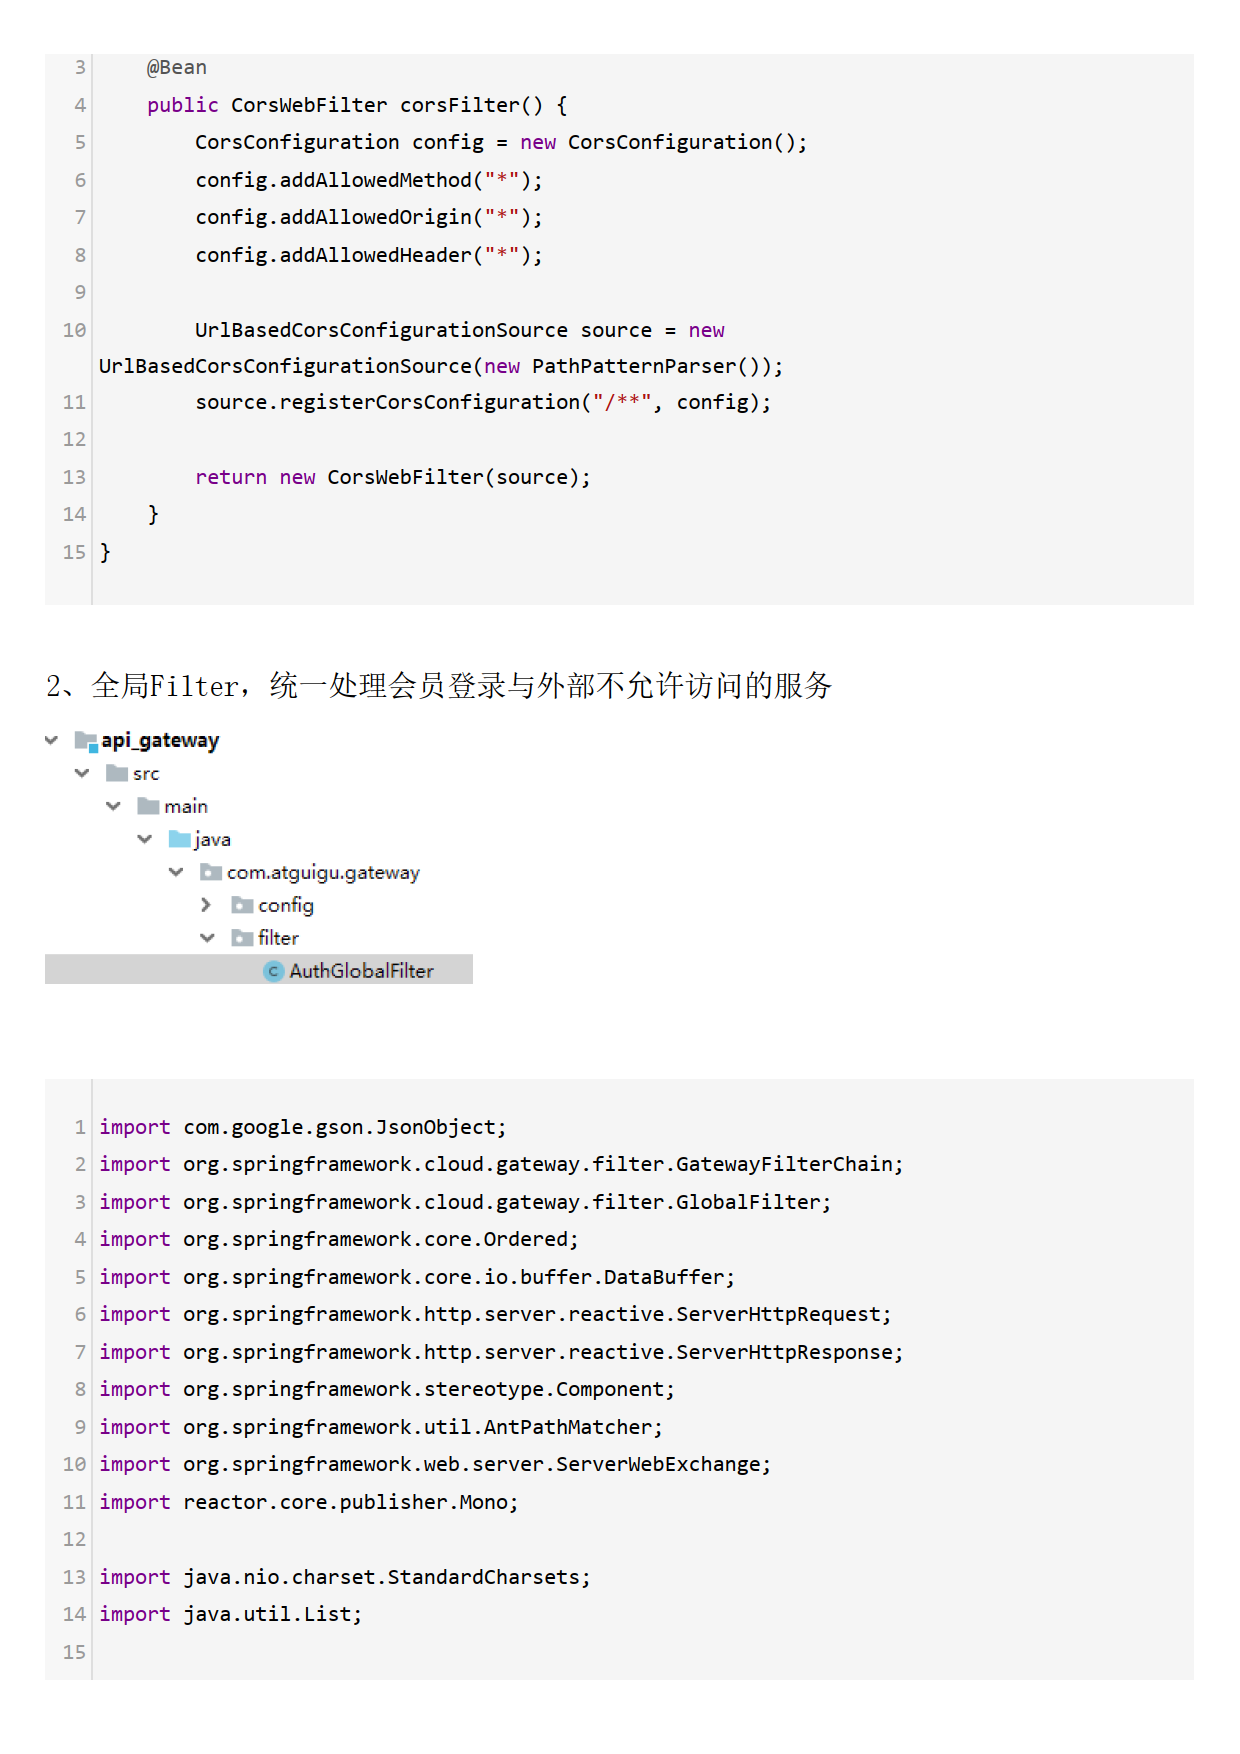 3     @Bean
4     public CorsWebFilter corsFilter() {
5         CorsConfiguration config = new CorsConfiguration();
6         config.addAllowedMethod("*");
7         config.addAllowedOrigin("*");
8         config.addAllowedHeader("*");
9
10         UrlBasedCorsConfigurationSource source = new
UrlBasedCorsConfigurationSource(new PathPatternParser());
11         source.registerCorsConfiguration("/**", config);
12
13         return new CorsWebFilter(source);
14     }
15 }
2、全局Filter，统一处理会员登录与外部不允许访问的服务
api_gateway
src
main
java
com.atguigu.gateway
config
filter
AuthGlobalFilter
1 import com.google.gson.JsonObject;
2 import org.springframework.cloud.gateway.filter.GatewayFilterChain;
3 import org.springframework.cloud.gateway.filter.GlobalFilter;
4 import org.springframework.core.Ordered;
5 import org.springframework.core.io.buffer.DataBuffer;
6 import org.springframework.http.server.reactive.ServerHttpRequest;
7 import org.springframework.http.server.reactive.ServerHttpResponse;
8 import org.springframework.stereotype.Component;
9 import org.springframework.util.AntPathMatcher;
10 import org.springframework.web.server.ServerWebExchange;
11 import reactor.core.publisher.Mono;
12
13 import java.nio.charset.StandardCharsets;
14 import java.util.List;
15